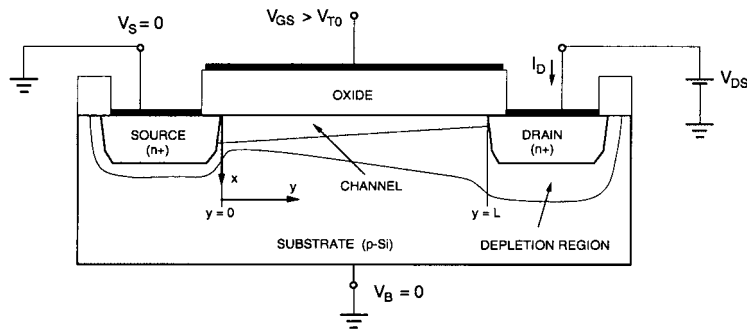 V_S = 0
V_GS > V_T0
I_D
V_DS
OXIDE
SOURCE
(n+)
DRAIN
(n+)
CHANNEL
x
y
y = 0
y = L
SUBSTRATE (p-Si)
DEPLETION REGION
V_B = 0